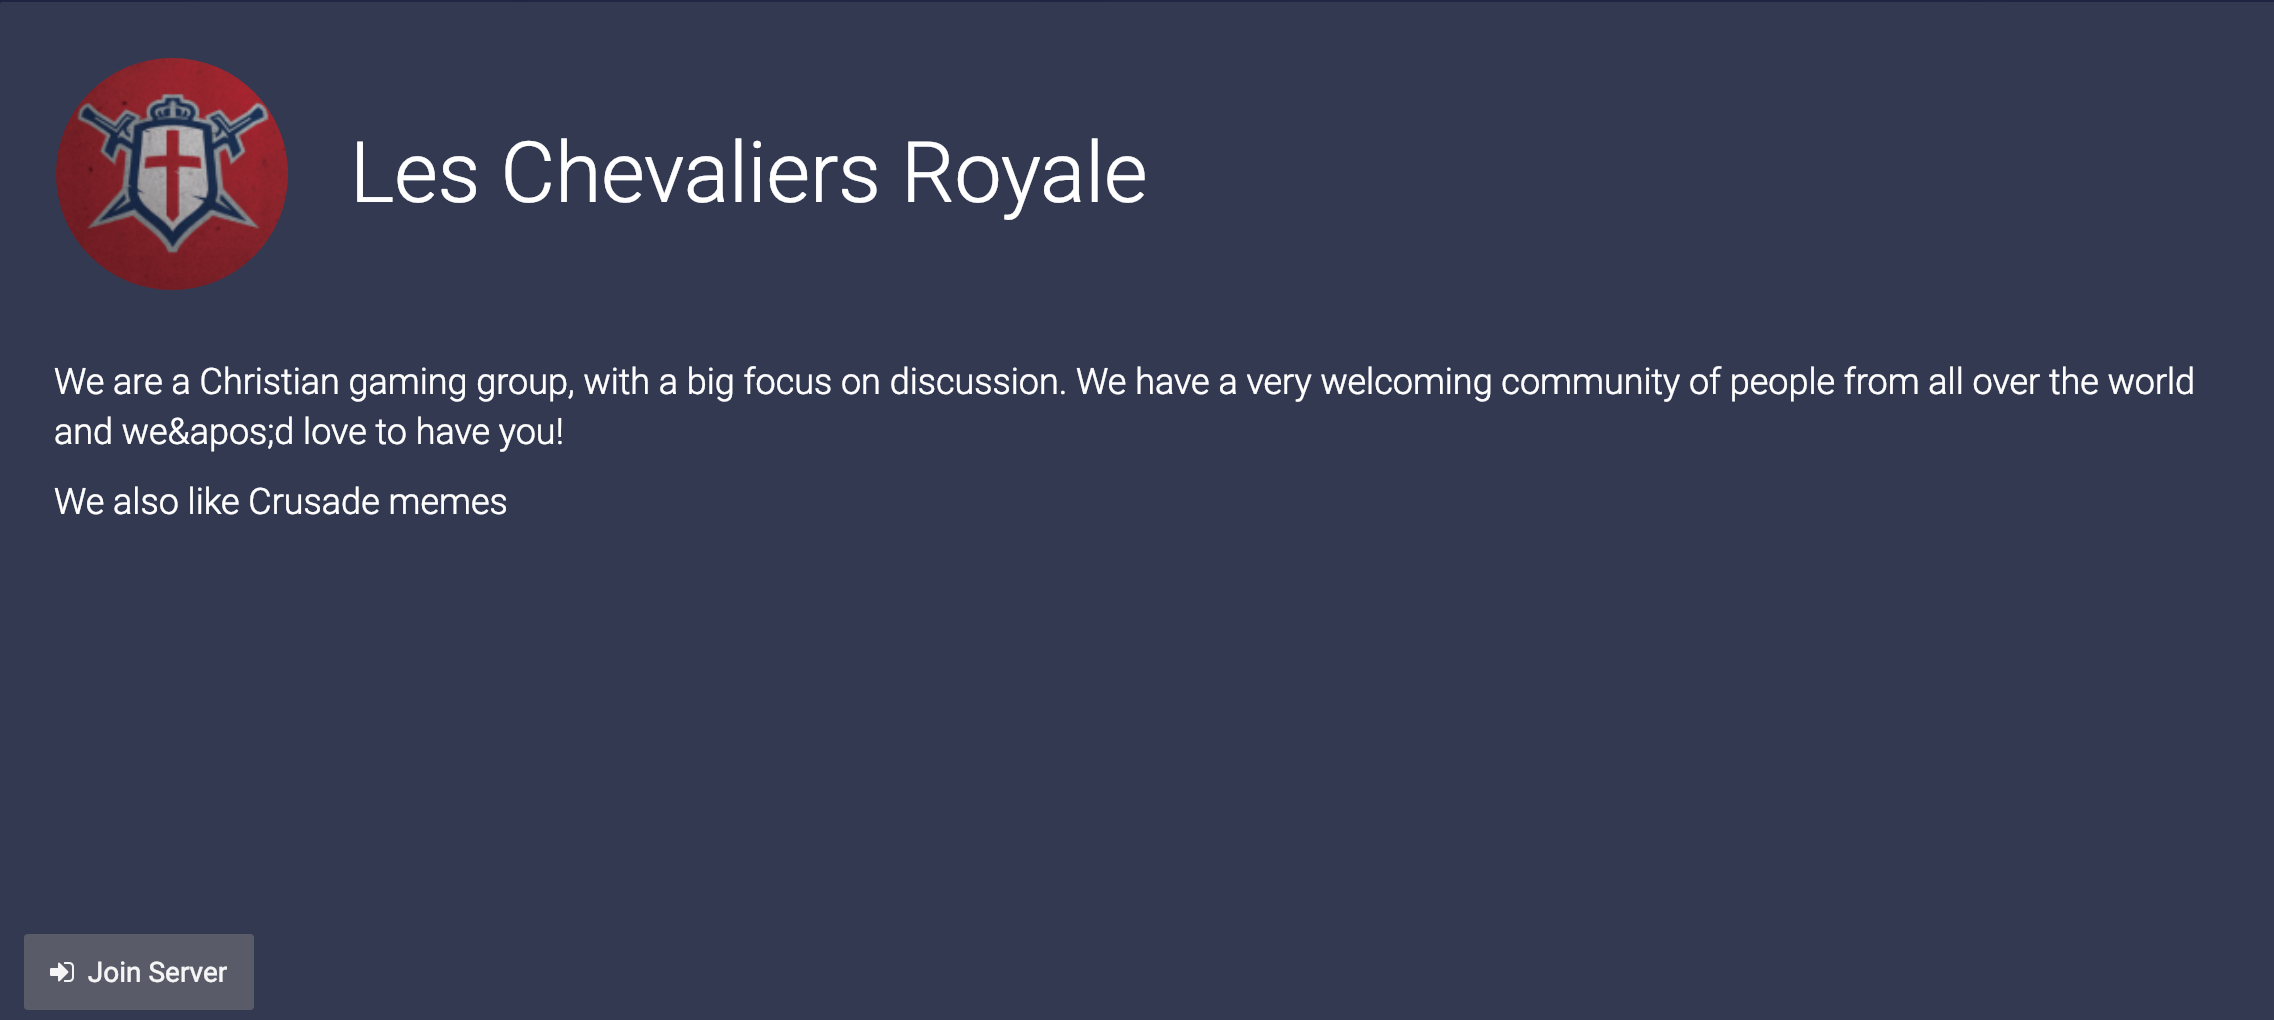 Les Chevaliers Royale
We are a Christian gaming group, with a big focus on discussion. We have a very welcoming community of people from all over the world
and we&apos;d love to have you!
We also like Crusade memes
Join Server